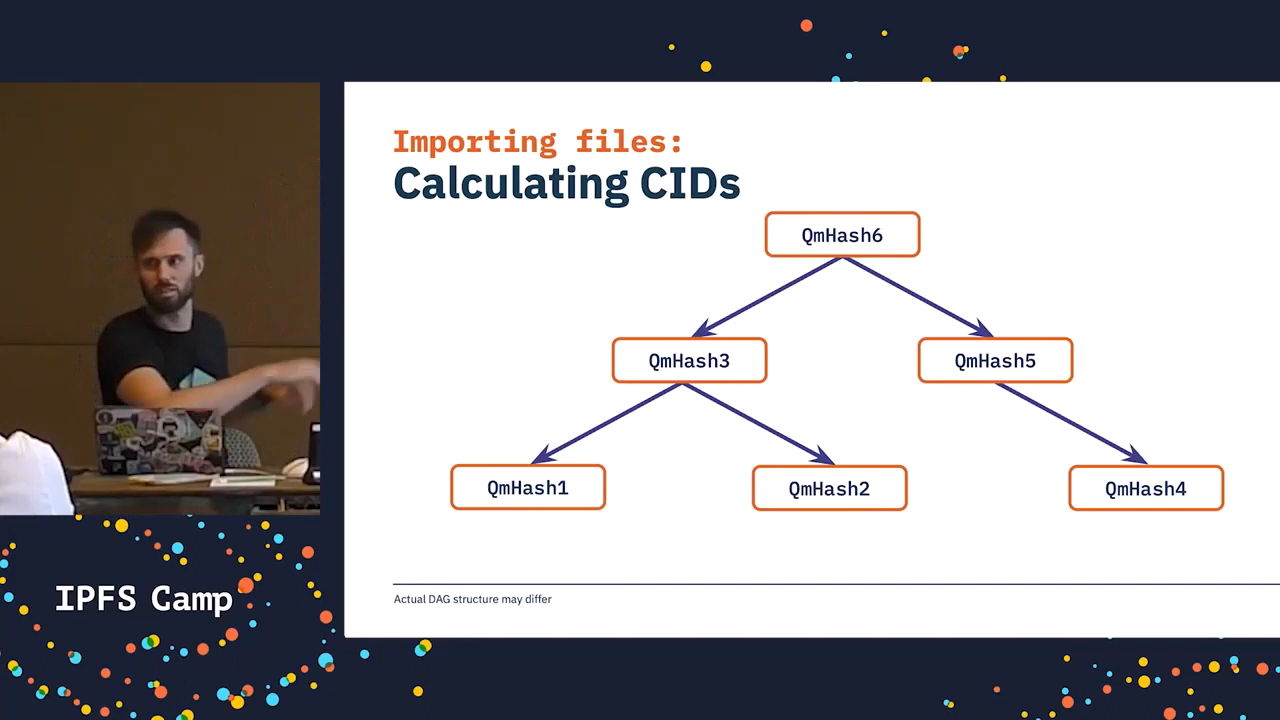 Importing files:
Calculating CIDs
QmHash6
QmHash3
QmHash5
QmHash1
QmHash2
QmHash4
Actual DAG structure may differ
IPFS Camp